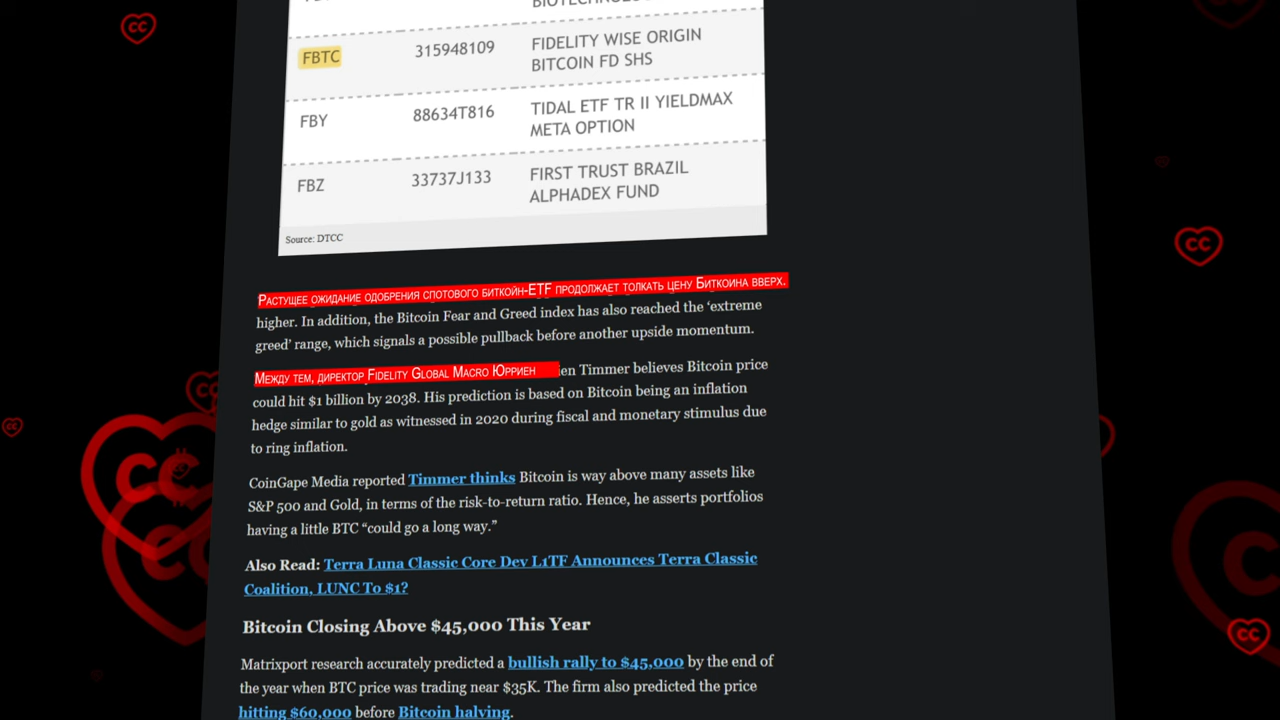 BIOTECHNOLOGY
FBTC 315948109 FIDELITY WISE ORIGIN
BITCOIN FD SHS
FBY 88634T816 TIDAL ETF TR II YIELDMAX
META OPTION
FBZ 33737J133 FIRST TRUST BRAZIL
ALPHADEX FUND
Source: DTCC
Растущее ожидание одобрения спотового биткойн-ETF продолжает толкать цену Биткоина вверх.
higher. In addition, the Bitcoin Fear and Greed index has also reached the ‘extreme
greed’ range, which signals a possible pullback before another upside momentum.
Между тем, директор Fidelity Global Macro Юрриен ien Timmer believes Bitcoin price
could hit $1 billion by 2038. His prediction is based on Bitcoin being an inflation
hedge similar to gold as witnessed in 2020 during fiscal and monetary stimulus due
to ring inflation.
CoinGape Media reported Timmer thinks Bitcoin is way above many assets like
S&P 500 and Gold, in terms of the risk-to-return ratio. Hence, he asserts portfolios
having a little BTC “could go a long way.”
Also Read: Terra Luna Classic Core Dev L1TF Announces Terra Classic
Coalition, LUNC To $1?
Bitcoin Closing Above $45,000 This Year
Matrixport research accurately predicted a bullish rally to $45,000 by the end of
the year when BTC price was trading near $35K. The firm also predicted the price
hitting $60,000 before Bitcoin halving.